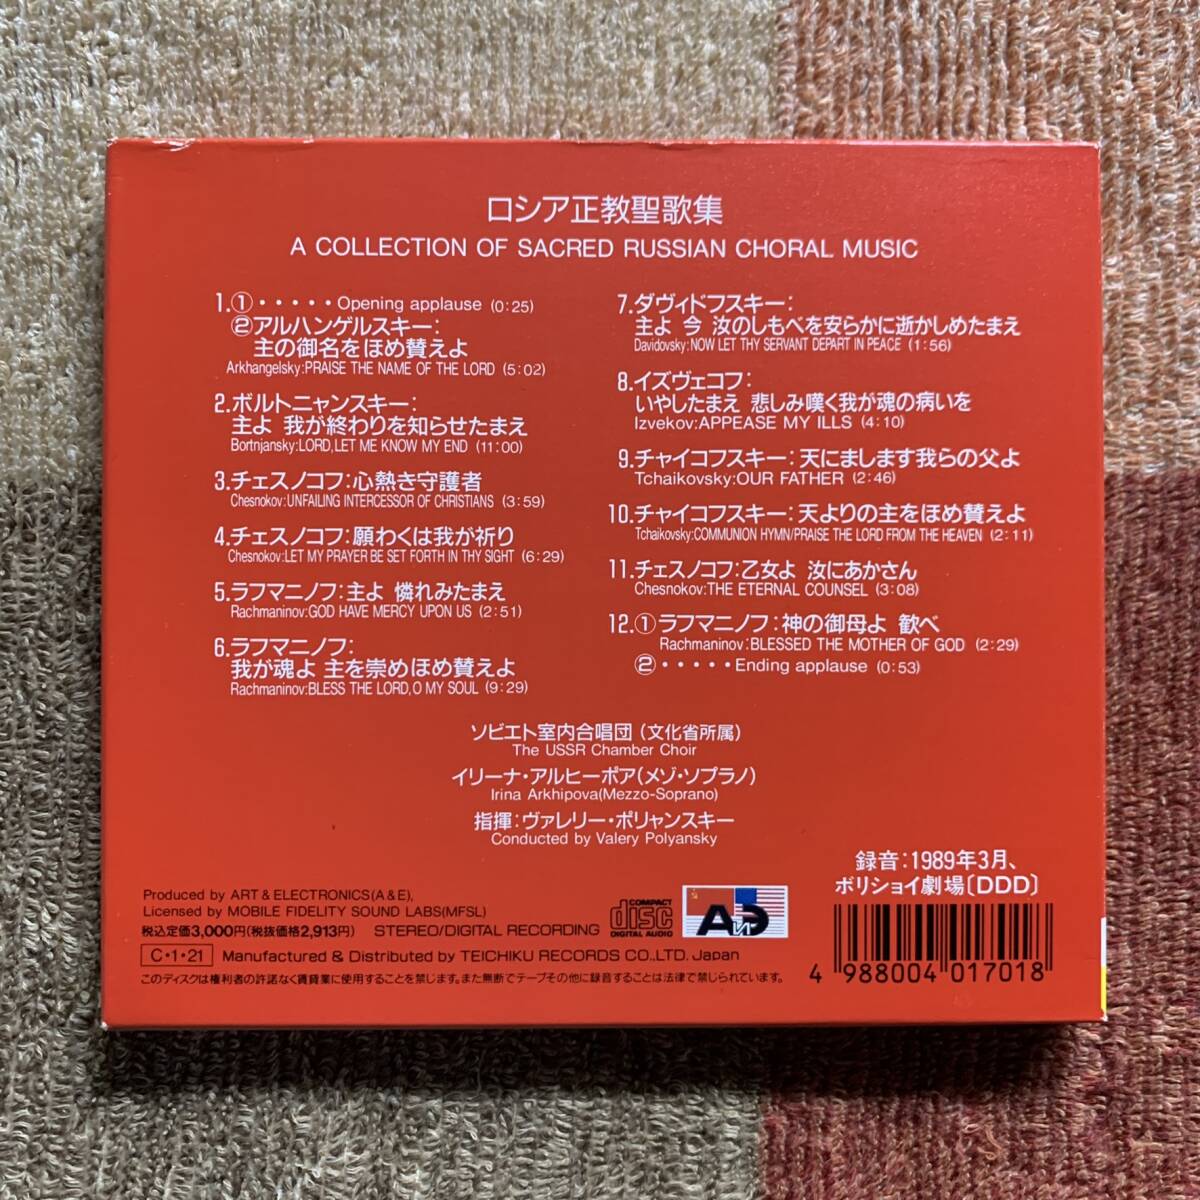 ロシア正教聖歌集
A COLLECTION OF SACRED RUSSIAN CHORAL MUSIC
1.①・・・・・Opening applause (0:25)
②アルハンゲルスキー：
主の御名をほめ賛えよ
Arkhangelsky:PRAISE THE NAME OF THE LORD (5:02)
2.ボルトニャンスキー：
主よ 我が終わりを知らせたまえ
Bortnjansky:LORD,LET ME KNOW MY END (11:00)
3.チェスノコフ：心熱き守護者
Chesnokov:UNFAILING INTERCESSOR OF CHRISTIANS (3:59)
4.チェスノコフ：願わくは我が祈り
Chesnokov:LET MY PRAYER BE SET FORTH IN THY SIGHT (6:29)
5.ラフマニノフ：主よ 憐れみたまえ
Rachmaninov:GOD HAVE MERCY UPON US (2:51)
6.ラフマニノフ：
我が魂よ 主を崇めほめ賛えよ
Rachmaninov:BLESS THE LORD,O MY SOUL (9:29)
7.ダヴィドフスキー：
主よ 今 汝のしもべを安らかに逝かしめたまえ
Davidovsky:NOW LET THY SERVANT DEPART IN PEACE (1:56)
8.イズヴェコフ：
いやしたまえ 悲しみ嘆く我が魂の病いを
Izvekov:APPEASE MY ILLS (4:10)
9.チャイコフスキー：天にまします我らの父よ
Tchaikovsky:OUR FATHER (2:46)
10.チャイコフスキー：天よりの主をほめ賛えよ
Tchaikovsky:COMMUNION HYMN/PRAISE THE LORD FROM THE HEAVEN (2:11)
11.チェスノコフ：乙女よ 汝にあかさん
Chesnokov:THE ETERNAL COUNSEL (3:08)
12.①ラフマニノフ：神の御母よ 歓べ
Rachmaninov:BLESSED THE MOTHER OF GOD (2:29)
②・・・・・Ending applause (0:53)
ソビエト室内合唱団（文化省所属）
The USSR Chamber Choir
イリーナ・アルヒーポア（メゾ・ソプラノ）
Irina Arkhipova(Mezzo-Soprano)
指揮：ヴァレリー・ポリャンスキー
Conducted by Valery Polyansky
録音：1989年3月、
ボリショイ劇場〔DDD〕
Produced by ART & ELECTRONICS(A&E),
Licensed by MOBILE FIDELITY SOUND LABS(MFSL)
税込定価3,000円(税抜価格2,913円) STEREO/DIGITAL RECORDING
COMPACT
disc
DIGITAL AUDIO
AиЭ
C・1・21 Manufactured & Distributed by TEICHIKU RECORDS CO.,LTD. Japan
このディスクは権利者の許諾なく賃貸業に使用することを禁じます。また無断でテープその他に録音することは法律で禁じられています。
4 988004 017018